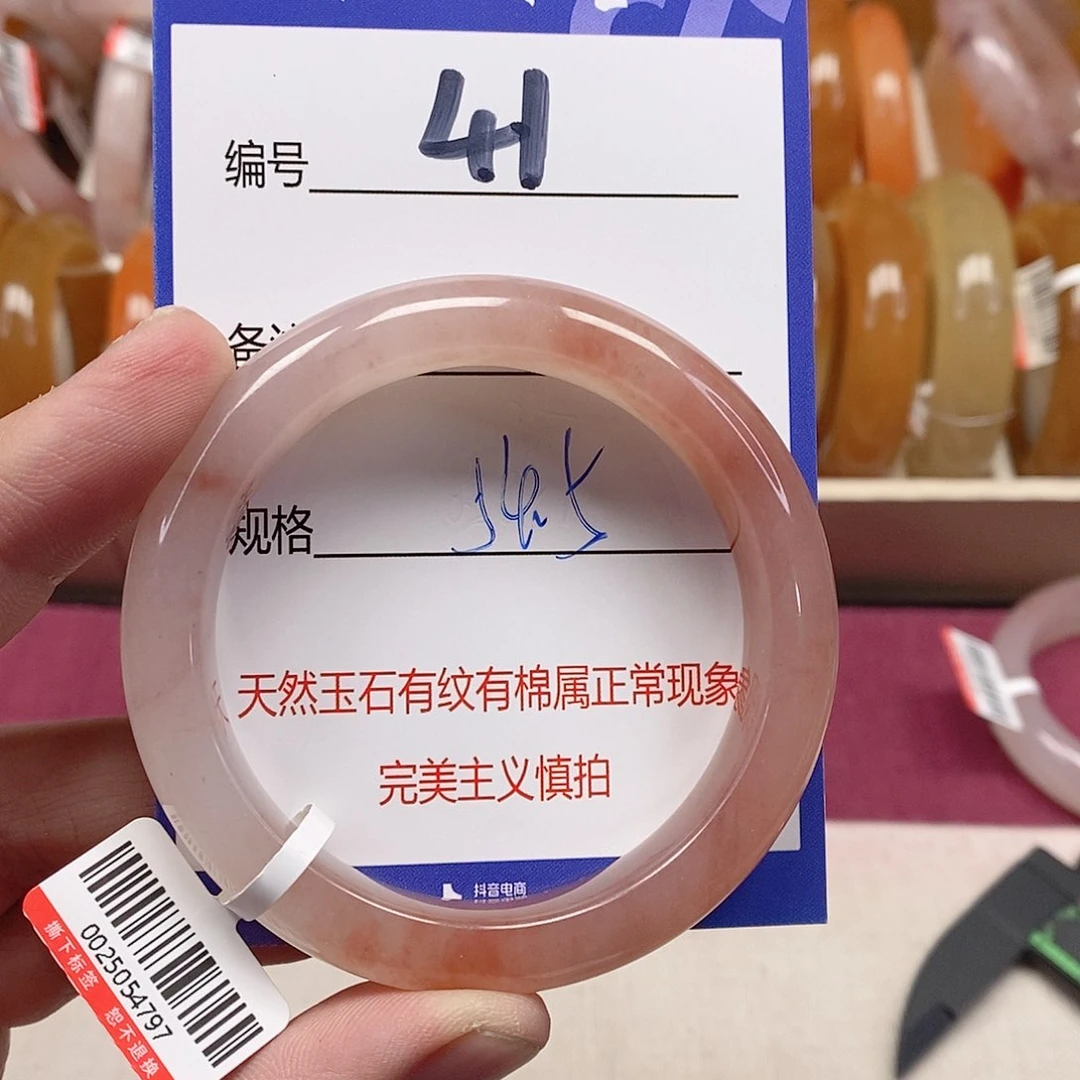 编号 41
备注
规格 54.5
天然玉石有纹有棉属正常现象
完美主义慎拍
抖音电商
0025054797
撕下标签 恕不退换